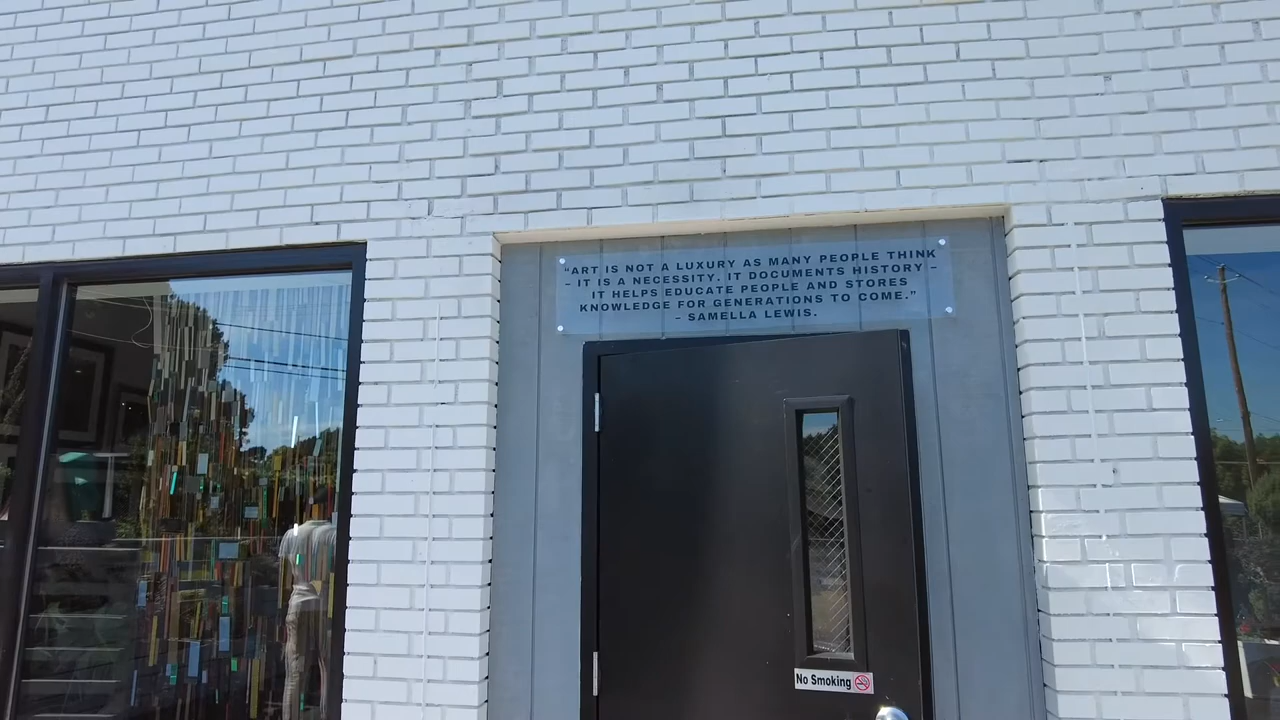 "ART IS NOT A LUXURY AS MANY PEOPLE THINK
– IT IS A NECESSITY. IT DOCUMENTS HISTORY –
IT HELPS EDUCATE PEOPLE AND STORES
KNOWLEDGE FOR GENERATIONS TO COME."
– SAMELLA LEWIS.
No Smoking